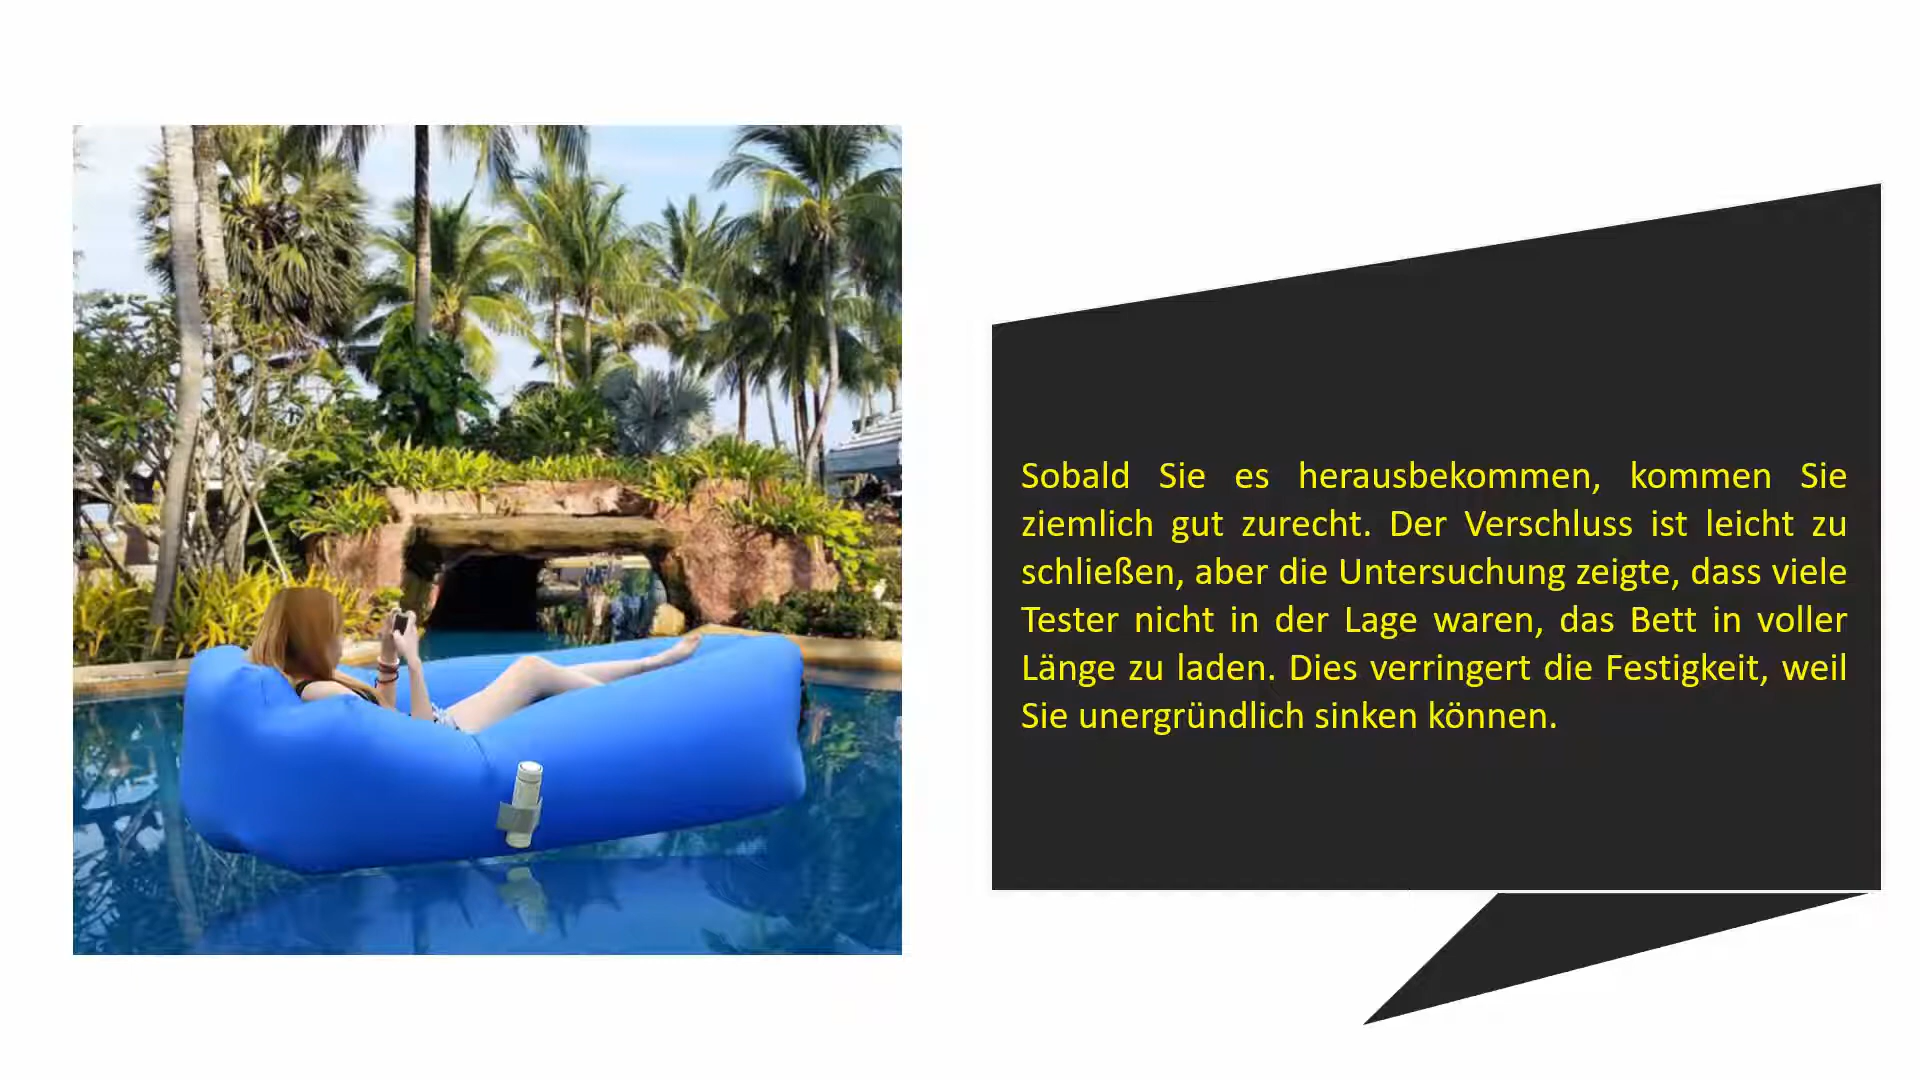 Sobald Sie es herausbekommen, kommen Sie
ziemlich gut zurecht. Der Verschluss ist leicht zu
schließen, aber die Untersuchung zeigte, dass viele
Tester nicht in der Lage waren, das Bett in voller
Länge zu laden. Dies verringert die Festigkeit, weil
Sie unergründlich sinken können.